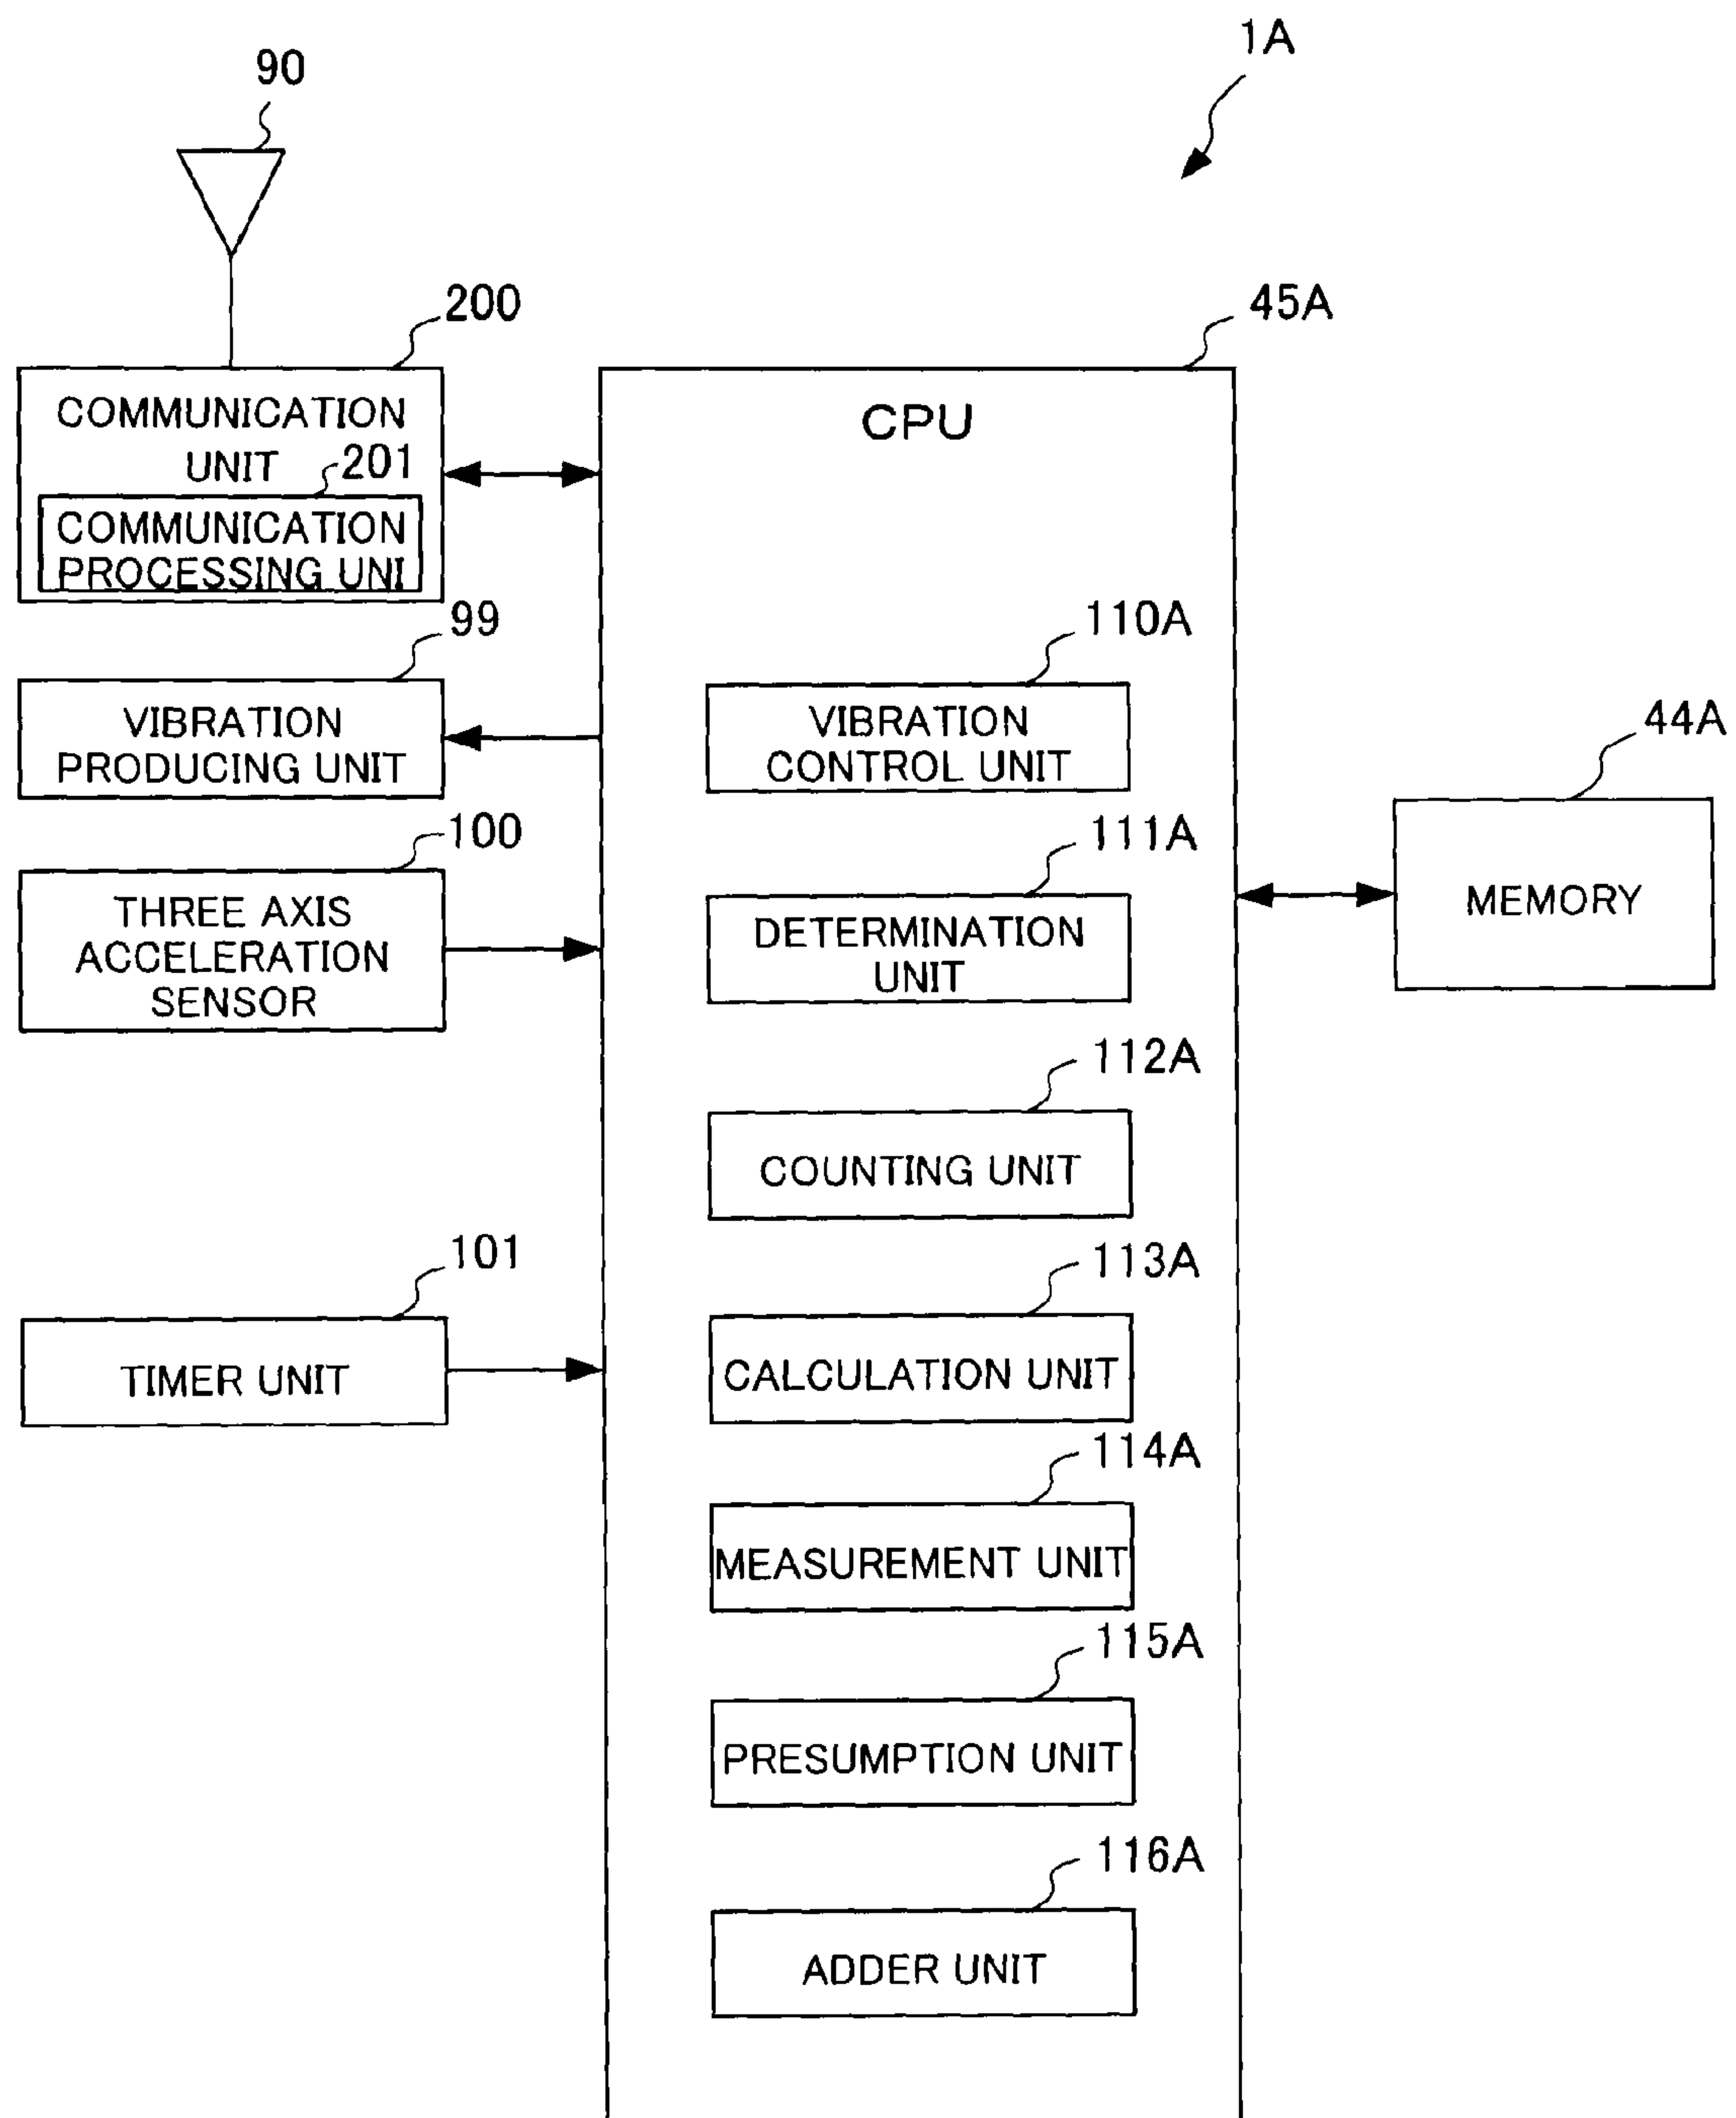 1A
90
200
COMMUNICATION
UNIT
201
COMMUNICATION
PROCESSING UNI
99
VIBRATION
PRODUCING UNIT
100
THREE AXIS
ACCELERATION
SENSOR
101
TIMER UNIT
45A
CPU
110A
VIBRATION
CONTROL UNIT
111A
DETERMINATION
UNIT
112A
COUNTING UNIT
113A
CALCULATION UNIT
114A
MEASUREMENT UNIT
115A
PRESUMPTION UNIT
116A
ADDER UNIT
44A
MEMORY